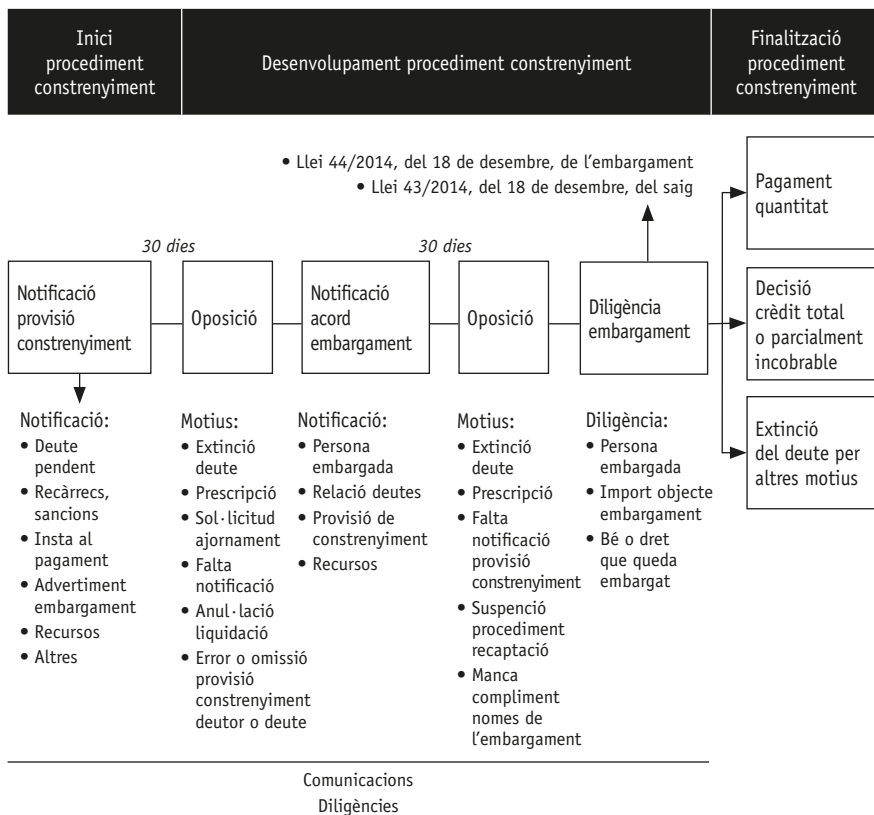 Inici
procediment
constrenyiment
Desenvolupament procediment constrenyiment
Finalització
procediment
constrenyiment
• Llei 44/2014, del 18 de desembre, de l’embargament
• Llei 43/2014, del 18 de desembre, del saig
30 dies
30 dies
Notificació
provisió
constrenyiment
Oposició
Notificació
acord
embargament
Oposició
Diligència
embargament
Pagament
quantitat
Decisió
crèdit total
o parcialment
incobrable
Extinció
del deute per
altres motius
Notificació:
• Deute
pendent
• Recàrrecs,
sancions
• Insta al
pagament
• Advertiment
embargament
• Recursos
• Altres
Motius:
• Extinció
deute
• Prescripció
• Sol·licitud
ajornament
• Falta
notificació
• Anul·lació
liquidació
• Error o omissió
provisió
constrenyiment
deutor o deute
Notificació:
• Persona
embargada
• Relació deutes
• Provisió de
constrenyiment
• Recursos
Motius:
• Extinció
deute
• Prescripció
• Falta
notificació
provisió
constrenyiment
• Suspenció
procediment
recaptació
• Manca
compliment
nomes de
l’embargament
Diligència:
• Persona
embargada
• Import objecte
embargament
• Bé o dret
que queda
embargat
Comunicacions
Diligències